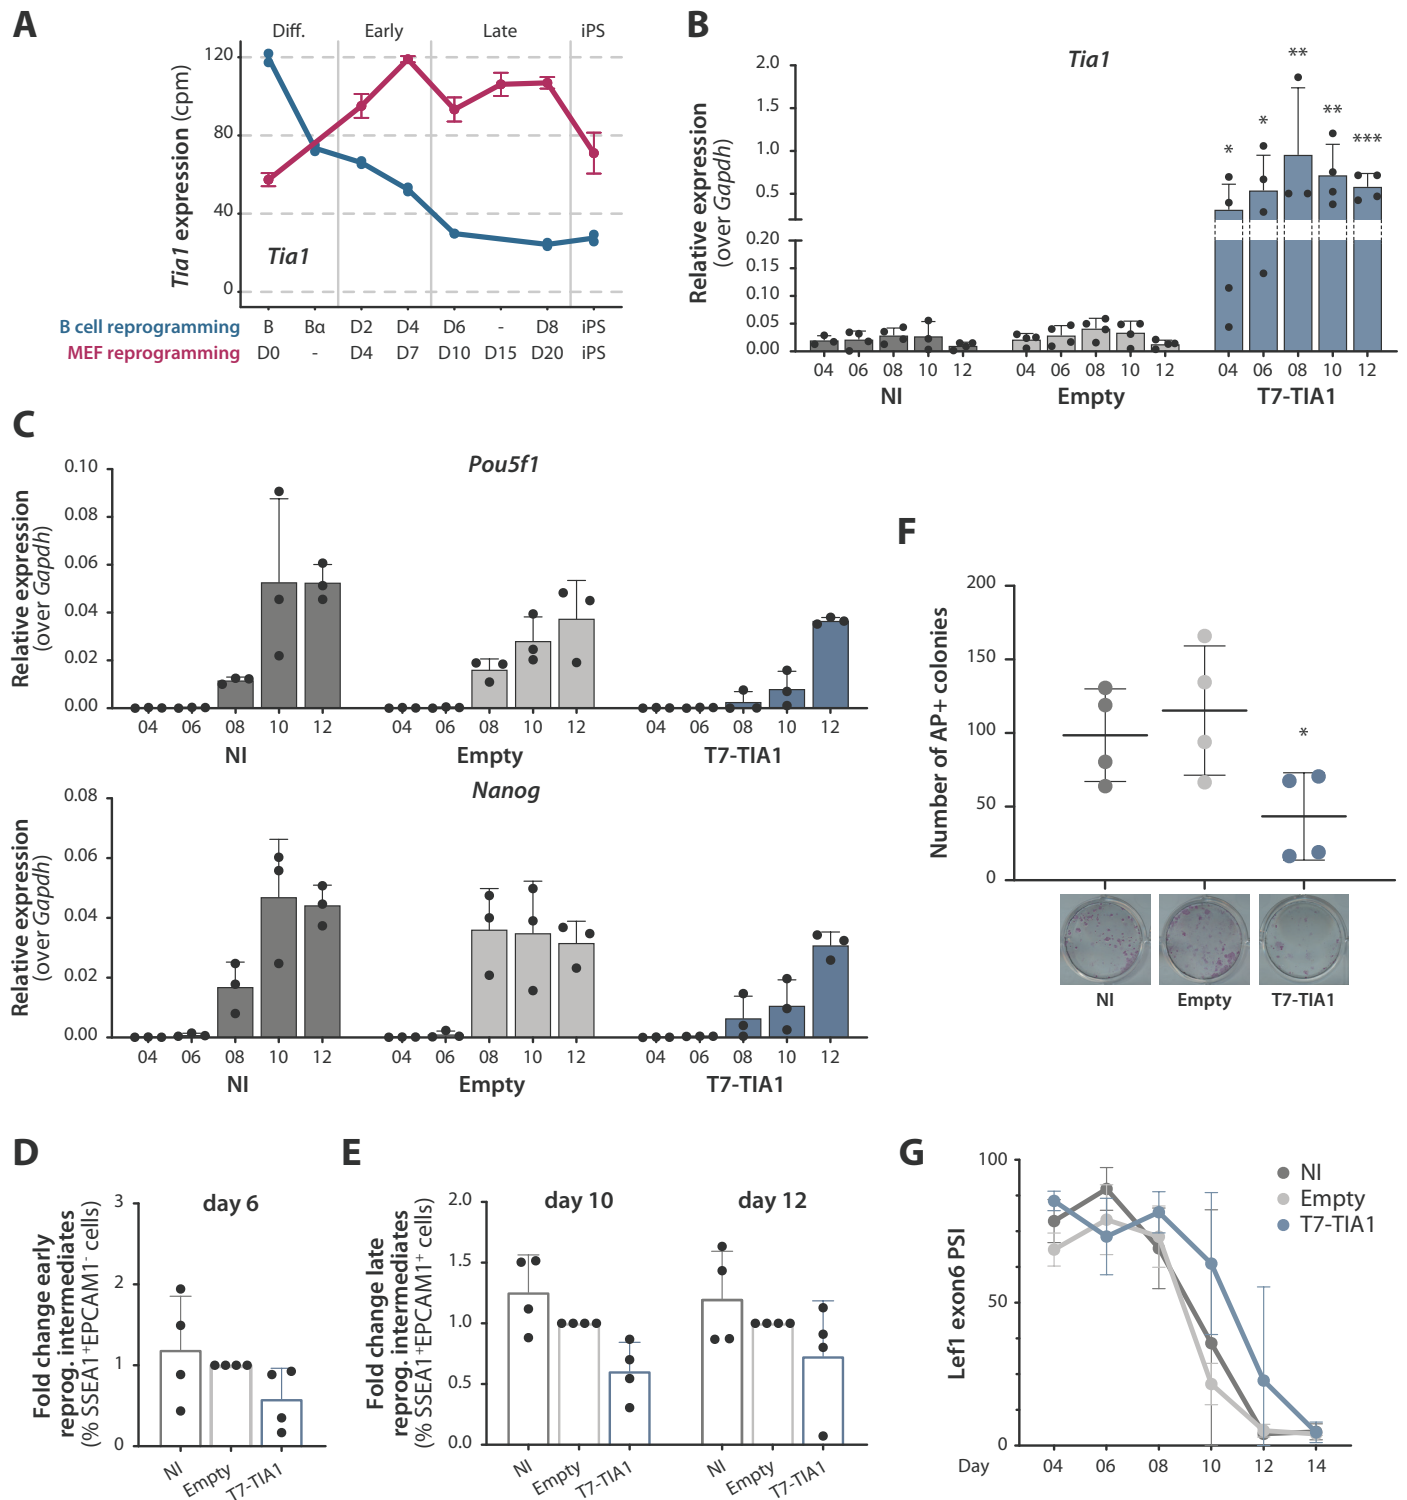 A
Diff.
Early
Late
iPS
Tia1 expression (cpm)
120
80
40
0
Tia1
B cell reprogramming
B Bα D2 D4 D6 - D8 iPS
MEF reprogramming
D0 - D4 D7 D10 D15 D20 iPS
B
Tia1
Relative expression
(over Gapdh)
2.0
1.5
1.0
0.5
0.20
0.15
0.10
0.05
0.00
* * ** ** ***
04 06 08 10 12
04 06 08 10 12
04 06 08 10 12
NI
Empty
T7-TIA1
C
Pou5f1
Relative expression
(over Gapdh)
0.10
0.08
0.06
0.04
0.02
0.00
04 06 08 10 12
04 06 08 10 12
04 06 08 10 12
NI
Empty
T7-TIA1
Nanog
Relative expression
(over Gapdh)
0.08
0.06
0.04
0.02
0.00
04 06 08 10 12
04 06 08 10 12
04 06 08 10 12
NI
Empty
T7-TIA1
F
Number of AP+ colonies
200
150
100
50
0
*
NI
Empty
T7-TIA1
D
day 6
Fold change early
reprog. intermediates
(% SSEA1⁺EPCAM1⁻ cells)
3
2
1
0
NI
Empty
T7-TIA1
E
day 10
day 12
Fold change late
reprog. intermediates
(% SSEA1⁺EPCAM1⁺ cells)
2.0
1.5
1.0
0.5
0.0
NI
Empty
T7-TIA1
NI
Empty
T7-TIA1
G
Lef1 exon6 PSI
100
50
0
NI
Empty
T7-TIA1
Day
04 06 08 10 12 14